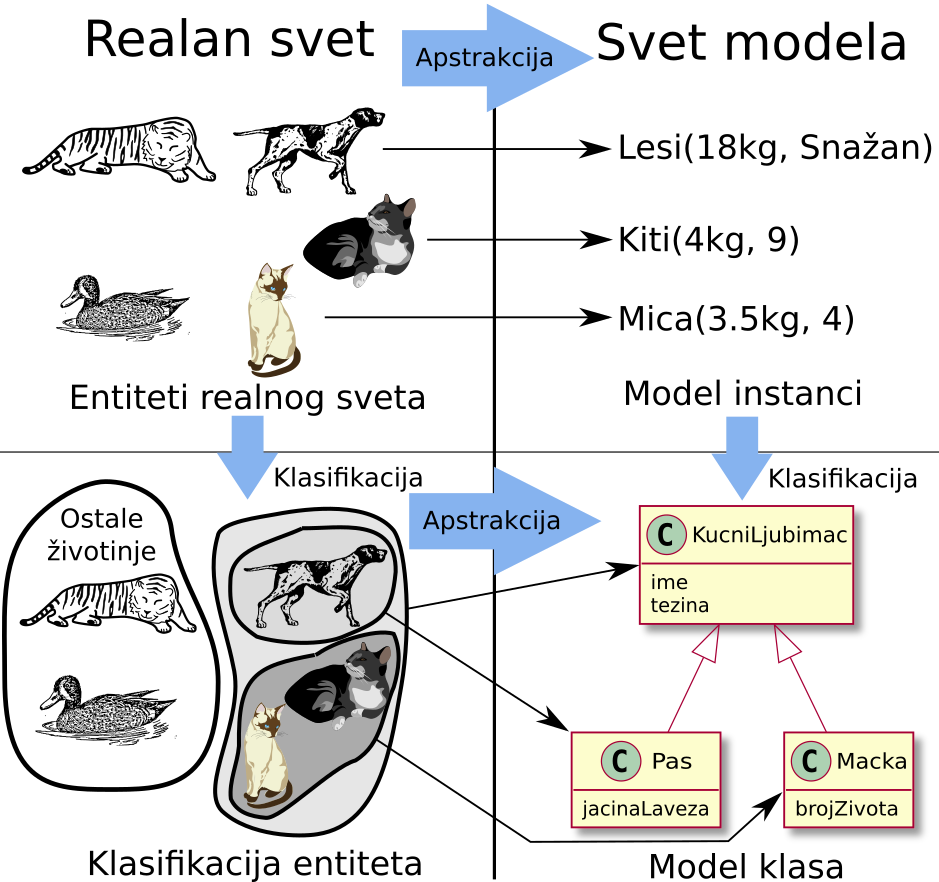 Realan svet
Apstrakcija
Svet modela
Lesi(18kg, Snažan)
Kiti(4kg, 9)
Mica(3.5kg, 4)
Entiteti realnog sveta
Model instanci
Klasifikacija
Klasifikacija
Ostale
životinje
Apstrakcija
C KucniLjubimac
ime
tezina
C Pas
jacinaLaveza
C Macka
brojZivota
Klasifikacija entiteta
Model klasa